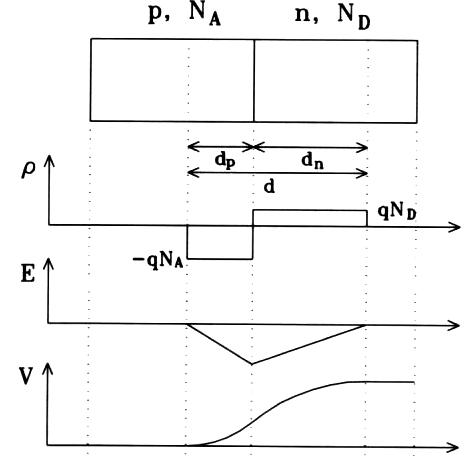 p, N_A n, N_D
d_p d_n
d
ρ
qN_D
-qN_A
E
V